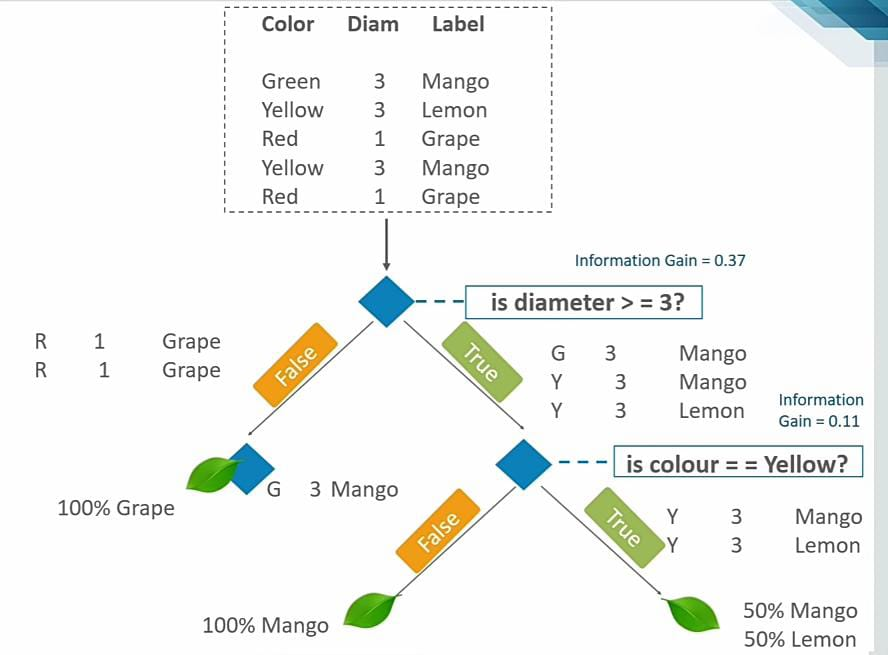 Color Diam Label
Green 3 Mango
Yellow 3 Lemon
Red 1 Grape
Yellow 3 Mango
Red 1 Grape
Information Gain = 0.37
is diameter > = 3?
R 1 Grape
R 1 Grape
False
True
G 3 Mango
Y 3 Mango
Y 3 Lemon
Information
Gain = 0.11
is colour = = Yellow?
100% Grape
G 3 Mango
False
True
Y 3 Mango
Y 3 Lemon
100% Mango
50% Mango
50% Lemon